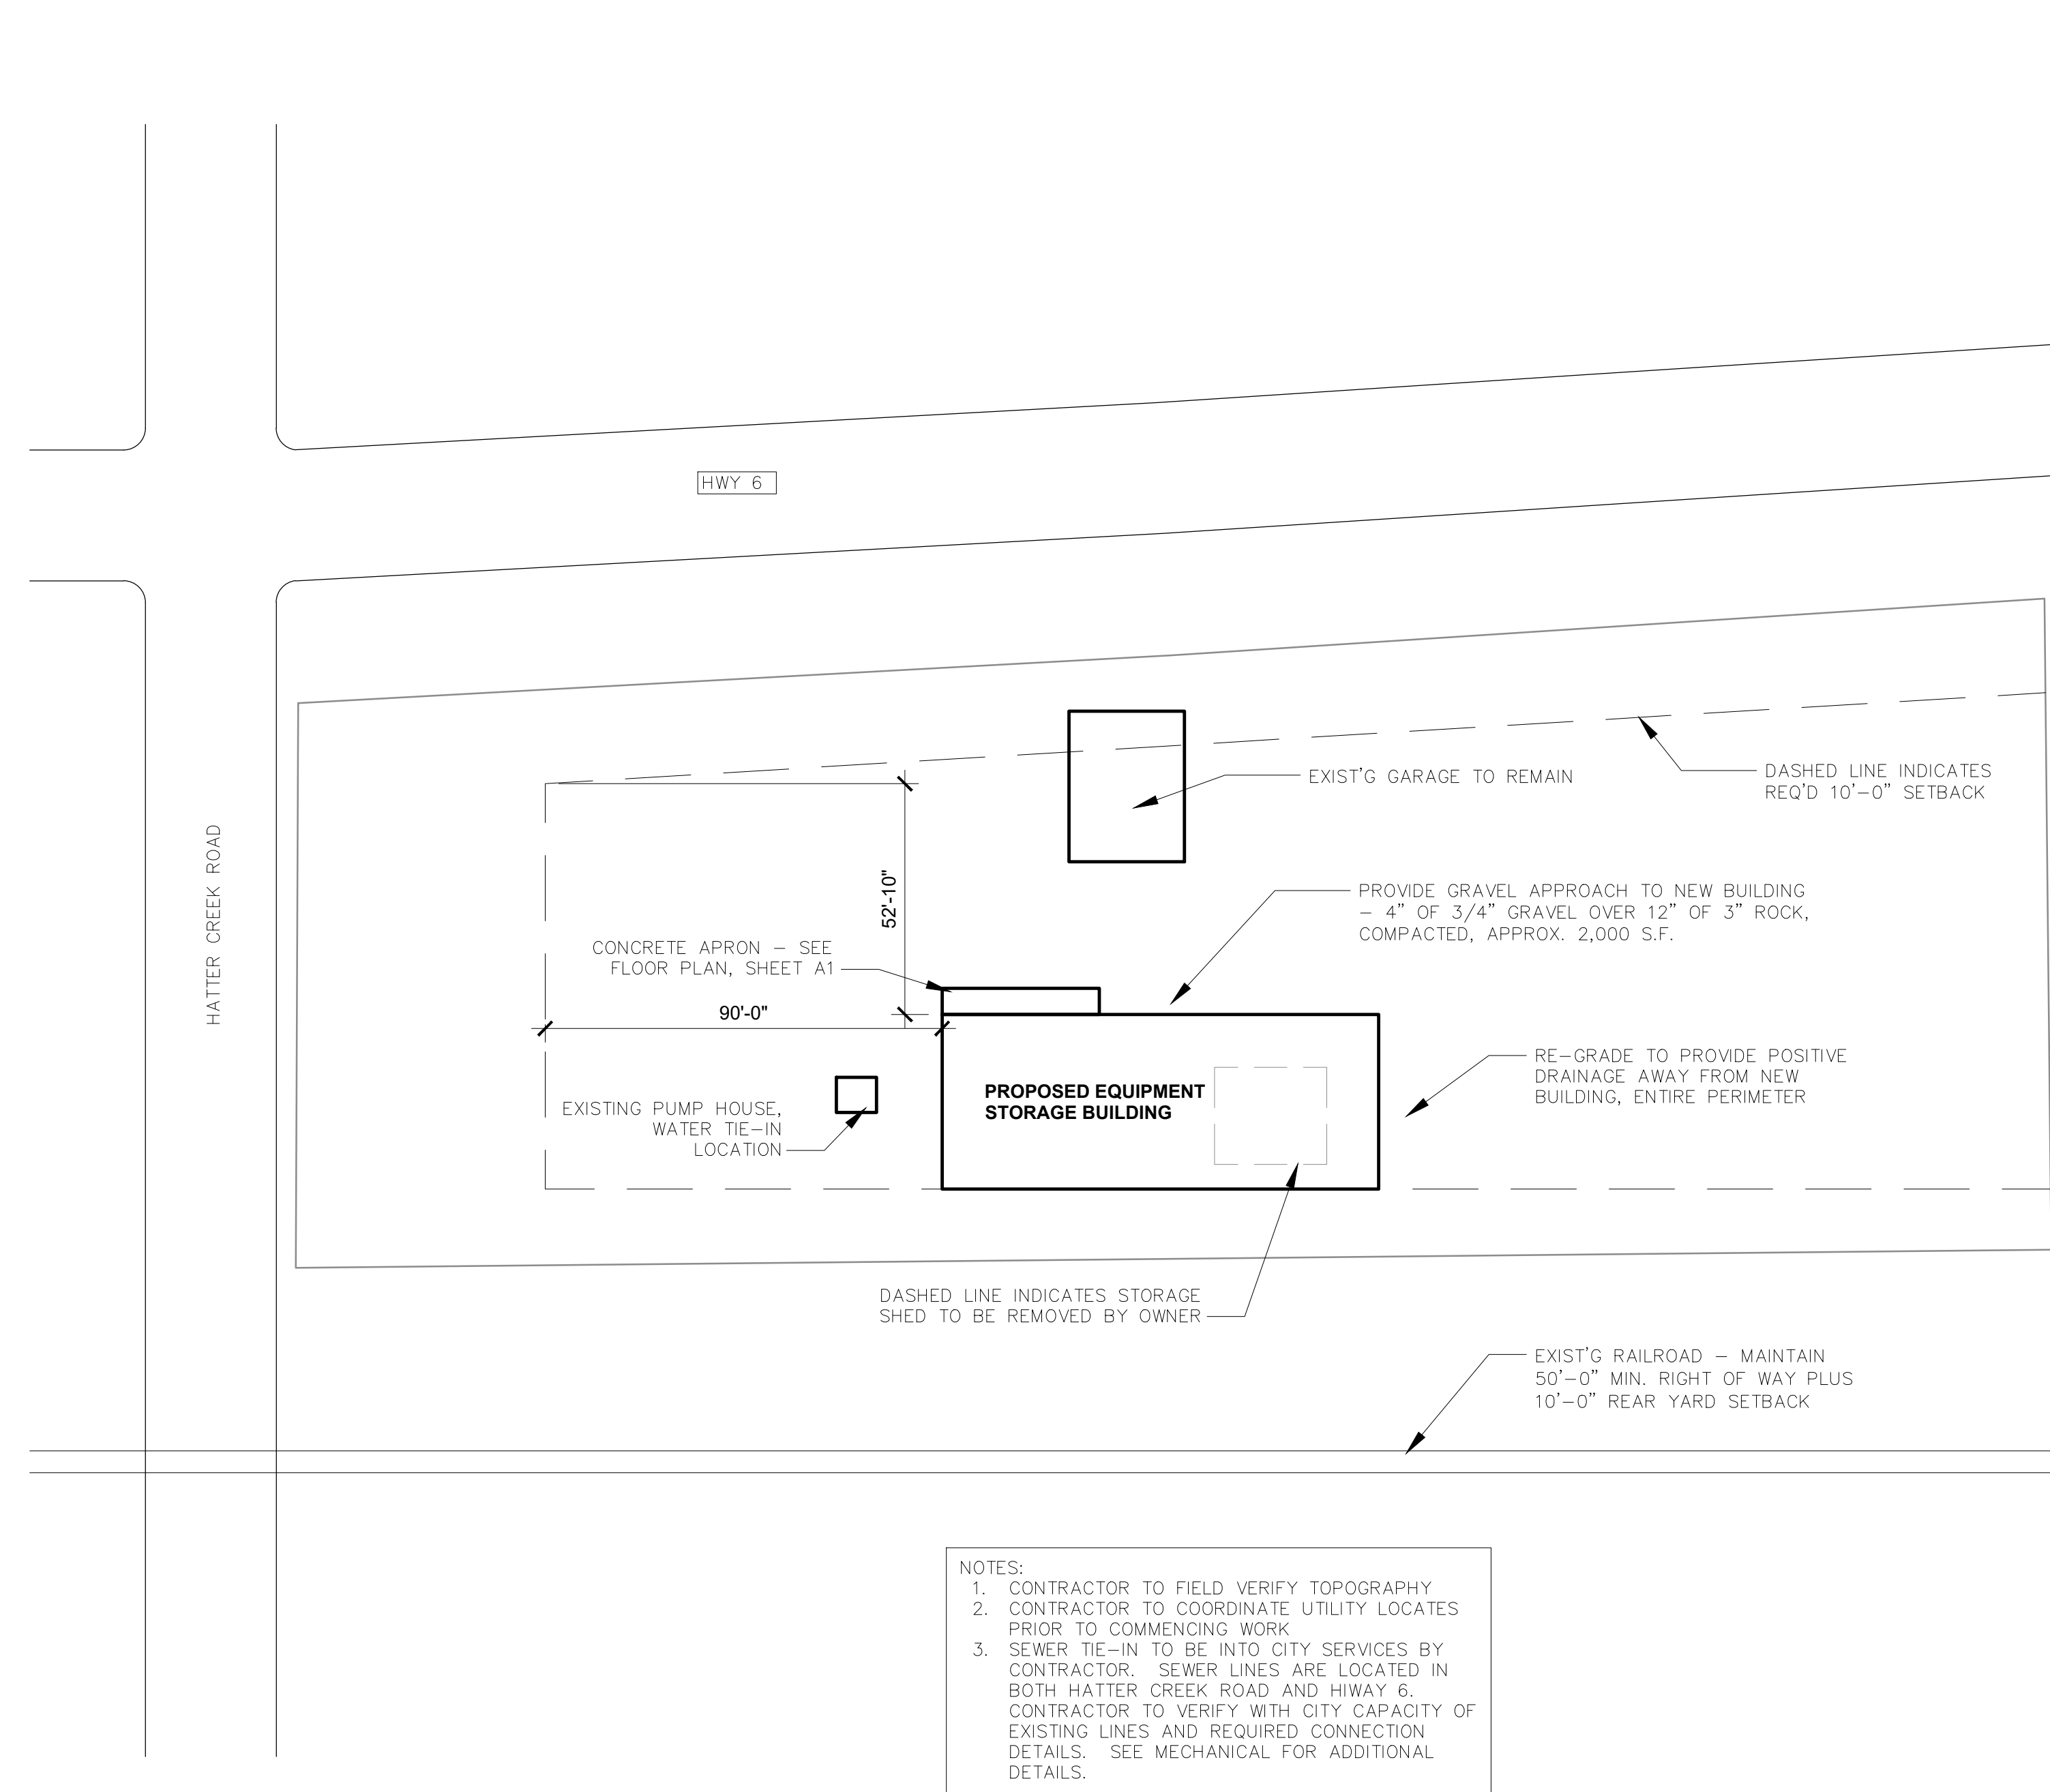 HWY 6
EXIST'G GARAGE TO REMAIN
DASHED LINE INDICATES
REQ'D 10'-0" SETBACK
HATTER CREEK ROAD
52'-10"
PROVIDE GRAVEL APPROACH TO NEW BUILDING
- 4" OF 3/4" GRAVEL OVER 12" OF 3" ROCK,
COMPACTED, APPROX. 2,000 S.F.
CONCRETE APRON - SEE
FLOOR PLAN, SHEET A1
90'-0"
EXISTING PUMP HOUSE,
WATER TIE-IN
LOCATION
PROPOSED EQUIPMENT
STORAGE BUILDING
RE-GRADE TO PROVIDE POSITIVE
DRAINAGE AWAY FROM NEW
BUILDING, ENTIRE PERIMETER
DASHED LINE INDICATES STORAGE
SHED TO BE REMOVED BY OWNER
EXIST'G RAILROAD - MAINTAIN
50'-0" MIN. RIGHT OF WAY PLUS
10'-0" REAR YARD SETBACK
NOTES:
1. CONTRACTOR TO FIELD VERIFY TOPOGRAPHY
2. CONTRACTOR TO COORDINATE UTILITY LOCATES
PRIOR TO COMMENCING WORK
3. SEWER TIE-IN TO BE INTO CITY SERVICES BY
CONTRACTOR. SEWER LINES ARE LOCATED IN
BOTH HATTER CREEK ROAD AND HIWAY 6.
CONTRACTOR TO VERIFY WITH CITY CAPACITY OF
EXISTING LINES AND REQUIRED CONNECTION
DETAILS. SEE MECHANICAL FOR ADDITIONAL
DETAILS.